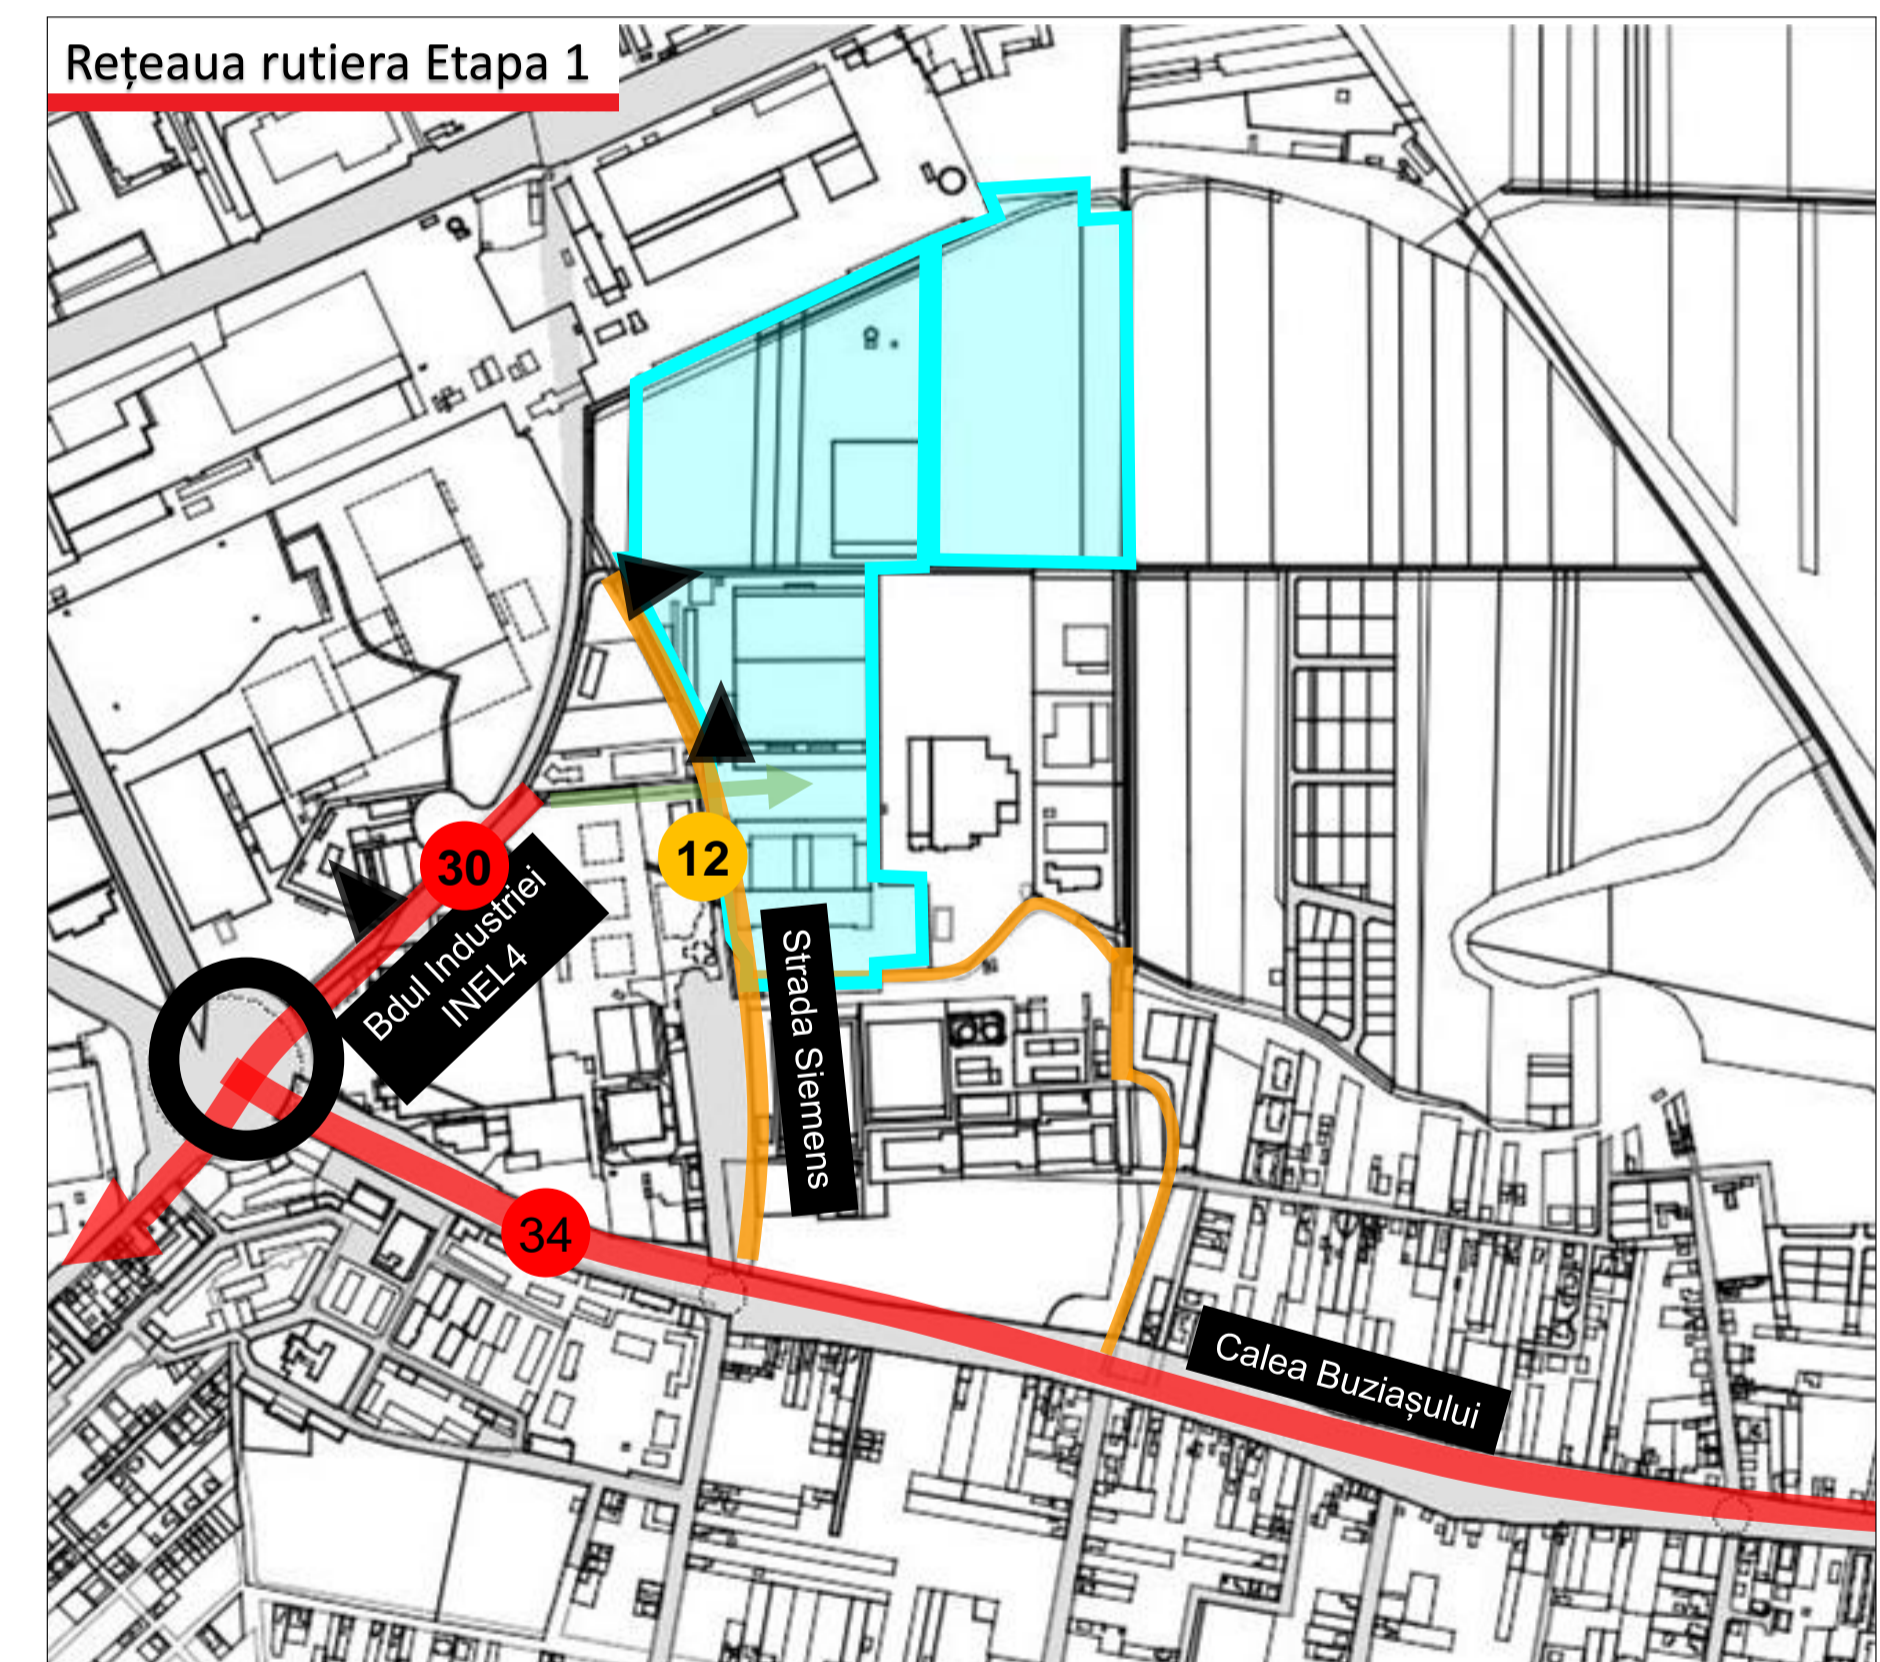 Rețeaua rutiera Etapa 1
30
12
Bdul Industriei
INEL4
Strada Siemens
34
Calea Buziașului